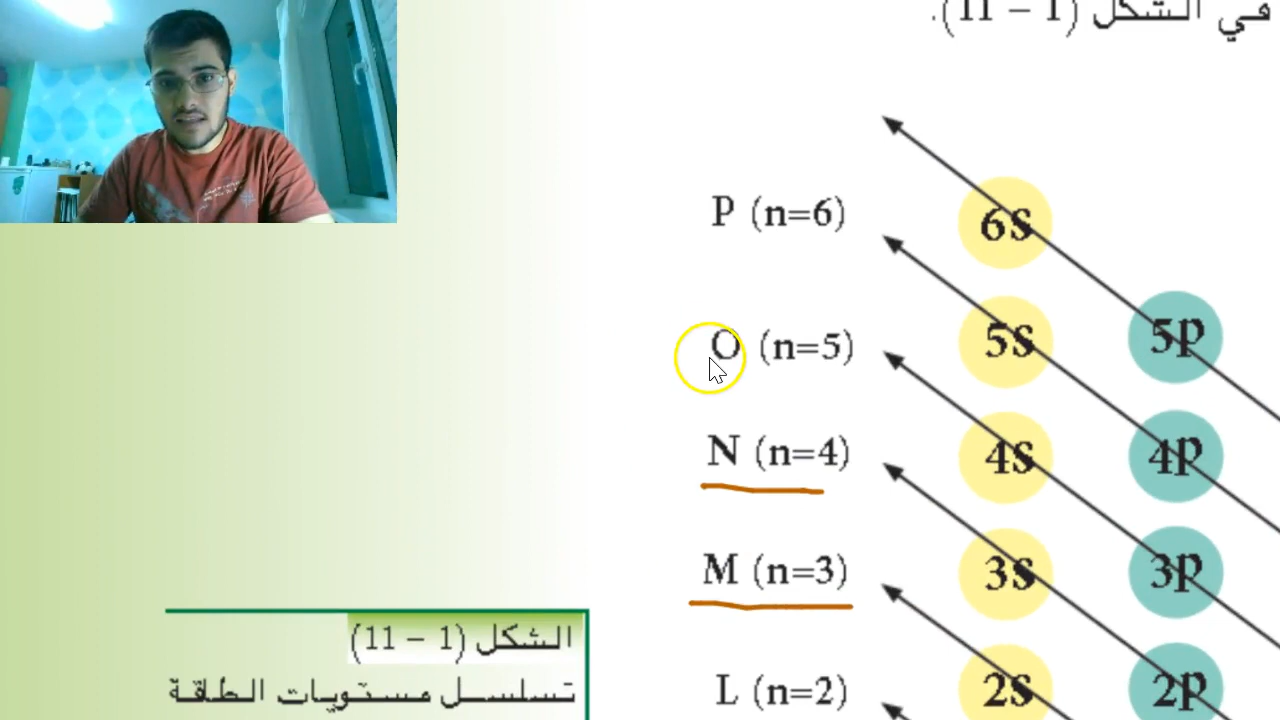 في الشكل (1 – 11).
P (n=6) 6s
O (n=5) 5s 5p
N (n=4) 4s 4p
M (n=3) 3s 3p
L (n=2) 2s 2p
الشكل (1 – 11)
تسلسل مستويات الطاقة